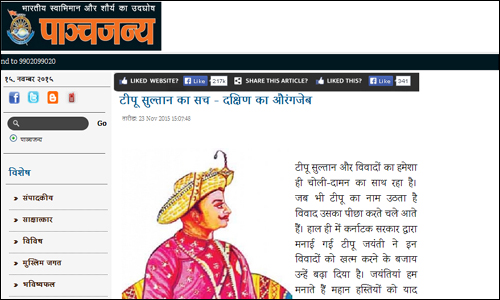 भारतीय स्वाभिमान और शौर्य का उदघोष
पाञ्चजन्य
nd to 9902099020
१५. नवम्बर २०१५
LIKED WEBSITE? Like 217k SHARE THIS ARTICLE? LIKED THIS? Like 341
टीपू सुल्तान का सच - दक्षिण का औरंगजेब
तारीख: 23 Nov 2015 15:09:48
Go
पाञ्चजन्य
विशेष
संपादकीय
साक्षात्कार
विविध
मुस्लिम जगत
भविष्यफल
टीपू सुल्तान और विवादों का हमेशा
ही चोली-दामन का साथ रहा है।
जब भी टीपू का नाम उठता है
विवाद उसका पीछा करते चले आते
हैं। हाल ही में कर्नाटक सरकार द्वारा
मनाई गई टीपू जयंती ने इन
विवादों को खत्म करने के बजाय
उन्हें बढ़ा दिया है। जयंतियां हम
मनाते हैं महान हस्तियों को याद